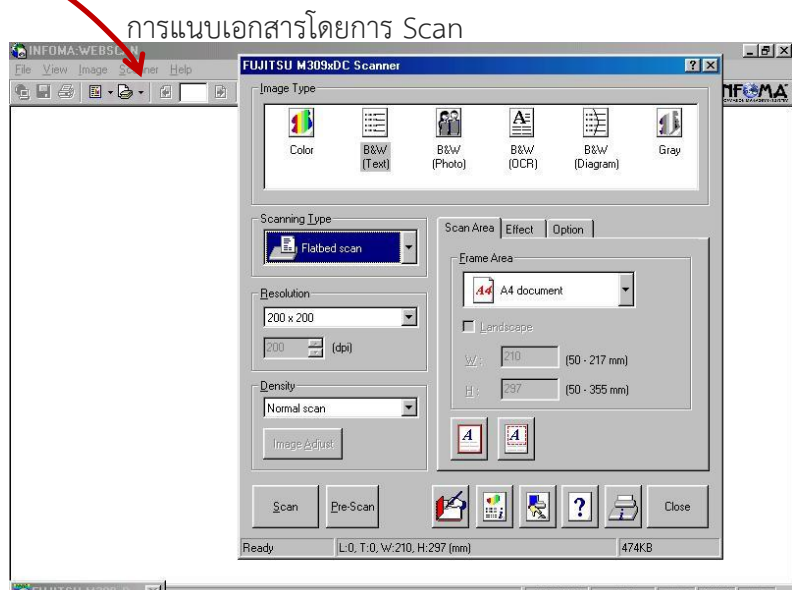 การแนบเอกสารโดยการ Scan
INFOMA:WEBSCAN
File View Image Scanner Help
INFOMA
FUJITSU M309xDC Scanner
Image Type
Color
B&W (Text)
B&W (Photo)
B&W (OCR)
B&W (Diagram)
Gray
Scanning Type
Flatbed scan
Resolution
200 x 200
200 (dpi)
Density
Normal scan
Image Adjust
Scan Area Effect Option
Frame Area
A4 A4 document
Landscape
W: 210 (50 - 217 mm)
H: 297 (50 - 355 mm)
A A
Scan Pre-Scan ? Close
Ready L:0, T:0, W:210, H:297 (mm) 474KB